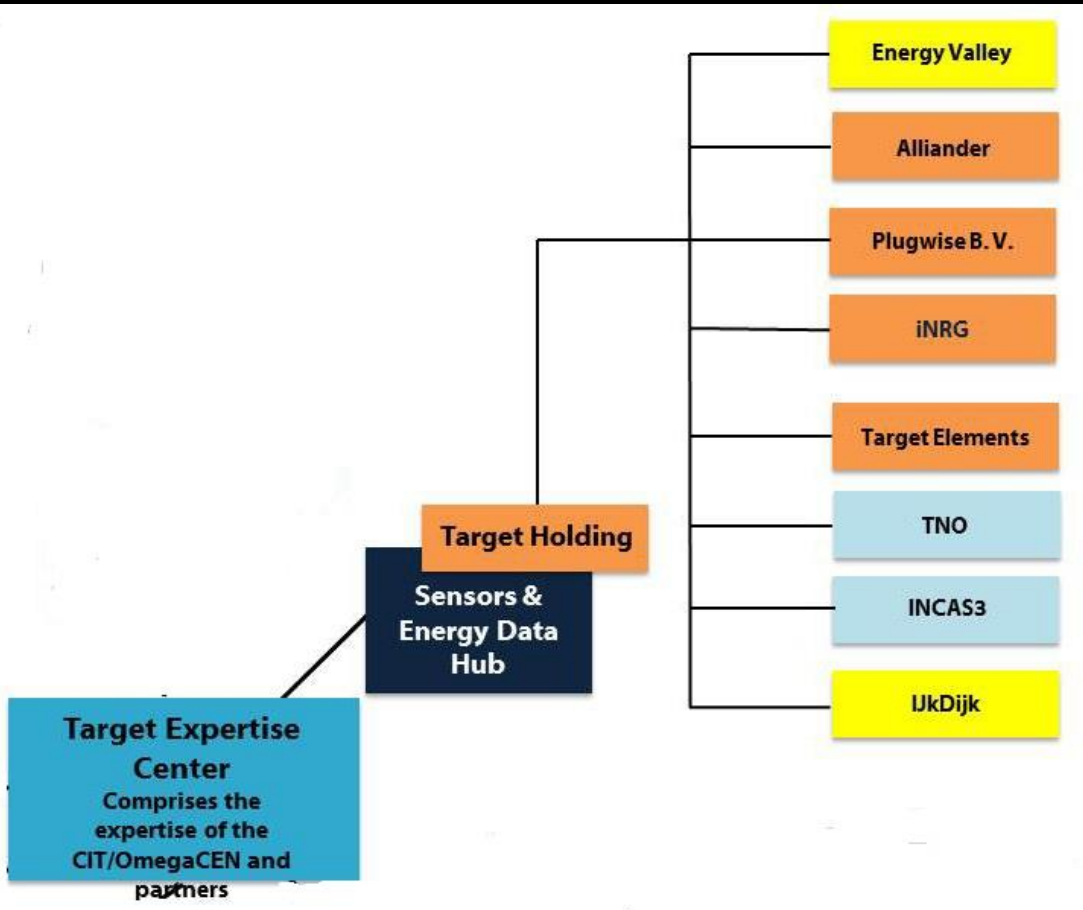 Energy Valley
Alliander
Plugwise B. V.
iNRG
Target Elements
TNO
INCAS3
IJkDijk
Target Holding
Sensors &
Energy Data
Hub
Target Expertise
Center
Comprises the
expertise of the
CIT/OmegaCEN and
partners